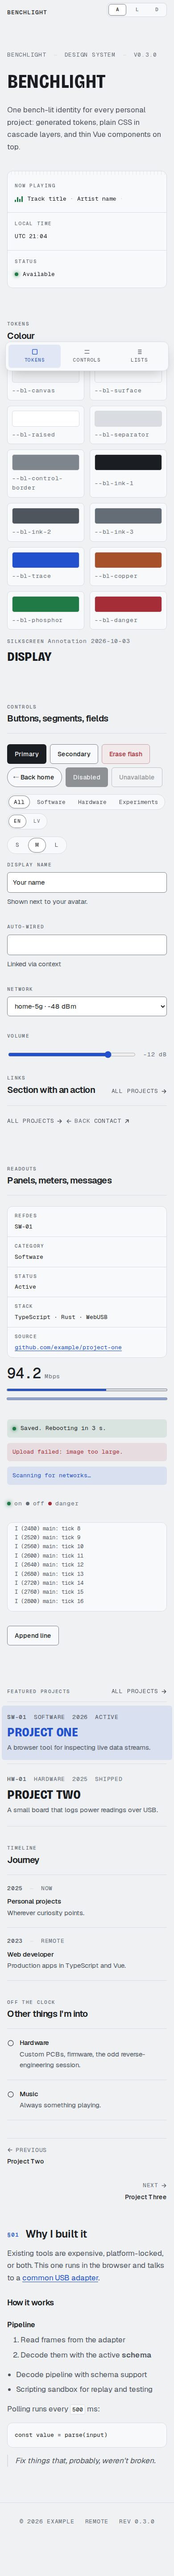 BENCHLIGHT
A L D
BENCHLIGHT · DESIGN SYSTEM · V0.3.0
BENCHLIGHT
One bench-lit identity for every personal
project: generated tokens, plain CSS in
cascade layers, and thin Vue components on
top.
NOW PLAYING
Track title · Artist name
LOCAL TIME
UTC 21:04
STATUS
Available
TOKENS
Colour
TOKENS
CONTROLS
LISTS
--bl-canvas
--bl-surface
--bl-raised
--bl-separator
--bl-control-
border
--bl-ink-1
--bl-ink-2
--bl-ink-3
--bl-trace
--bl-copper
--bl-phosphor
--bl-danger
SILKSCREEN Annotation 2026-10-03
DISPLAY
CONTROLS
Buttons, segments, fields
Primary
Secondary
Erase flash
← Back home
Disabled
Unavailable
All Software Hardware Experiments
EN LV
S M L
DISPLAY NAME
Your name
Shown next to your avatar.
AUTO-WIRED
Linked via context
NETWORK
home-5g · -48 dBm
VOLUME
-12 dB
LINKS
Section with an action
ALL PROJECTS →
ALL PROJECTS → ← BACK CONTACT ↗
READOUTS
Panels, meters, messages
REFDES
SW-01
CATEGORY
Software
STATUS
Active
STACK
TypeScript · Rust · WebUSB
SOURCE
github.com/example/project-one
94.2 Mbps
Saved. Rebooting in 3 s.
Upload failed: image too large.
Scanning for networks…
on off danger
I (2480) main: tick 8
I (2520) main: tick 9
I (2560) main: tick 10
I (2600) main: tick 11
I (2640) main: tick 12
I (2680) main: tick 13
I (2720) main: tick 14
I (2760) main: tick 15
I (2800) main: tick 16
Append line
FEATURED PROJECTS
ALL PROJECTS →
SW-01 SOFTWARE 2026 ACTIVE
PROJECT ONE
A browser tool for inspecting live data streams.
HW-01 HARDWARE 2025 SHIPPED
PROJECT TWO
A small board that logs power readings over USB.
TIMELINE
Journey
2025 · NOW
Personal projects
Wherever curiosity points.
2023 · REMOTE
Web developer
Production apps in TypeScript and Vue.
OFF THE CLOCK
Other things I'm into
Hardware
Custom PCBs, firmware, the odd reverse-
engineering session.
Music
Always something playing.
← PREVIOUS
Project Two
NEXT →
Project Three
§01 Why I built it
Existing tools are expensive, platform-locked,
or both. This one runs in the browser and talks
to a common USB adapter.
How it works
Pipeline
1. Read frames from the adapter
2. Decode them with the active schema
• Decode pipeline with schema support
• Scripting sandbox for replay and testing
Polling runs every 500 ms:
const value = parse(input)
Fix things that, probably, weren't broken.
© 2026 EXAMPLE REMOTE REV 0.3.0